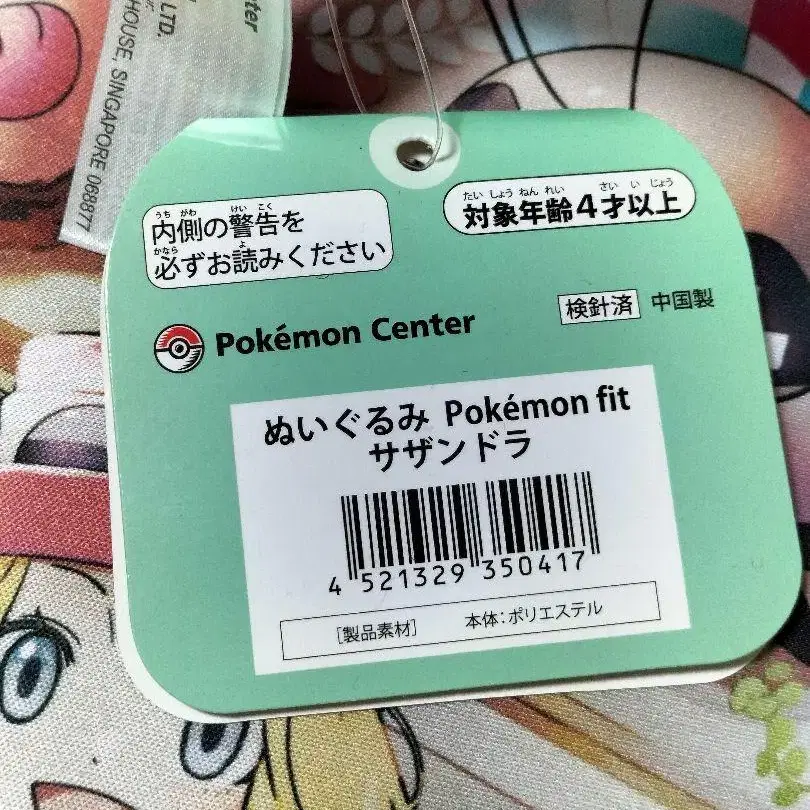 enter
LTD.
HOUSE, SINGAPORE 068877
内側の警告を
必ずお読みください
対象年齢4才以上
Pokémon Center
検針済 中国製
ぬいぐるみ Pokémon fit
サザンドラ
4 521329 350417
[製品素材] 本体:ポリエステル